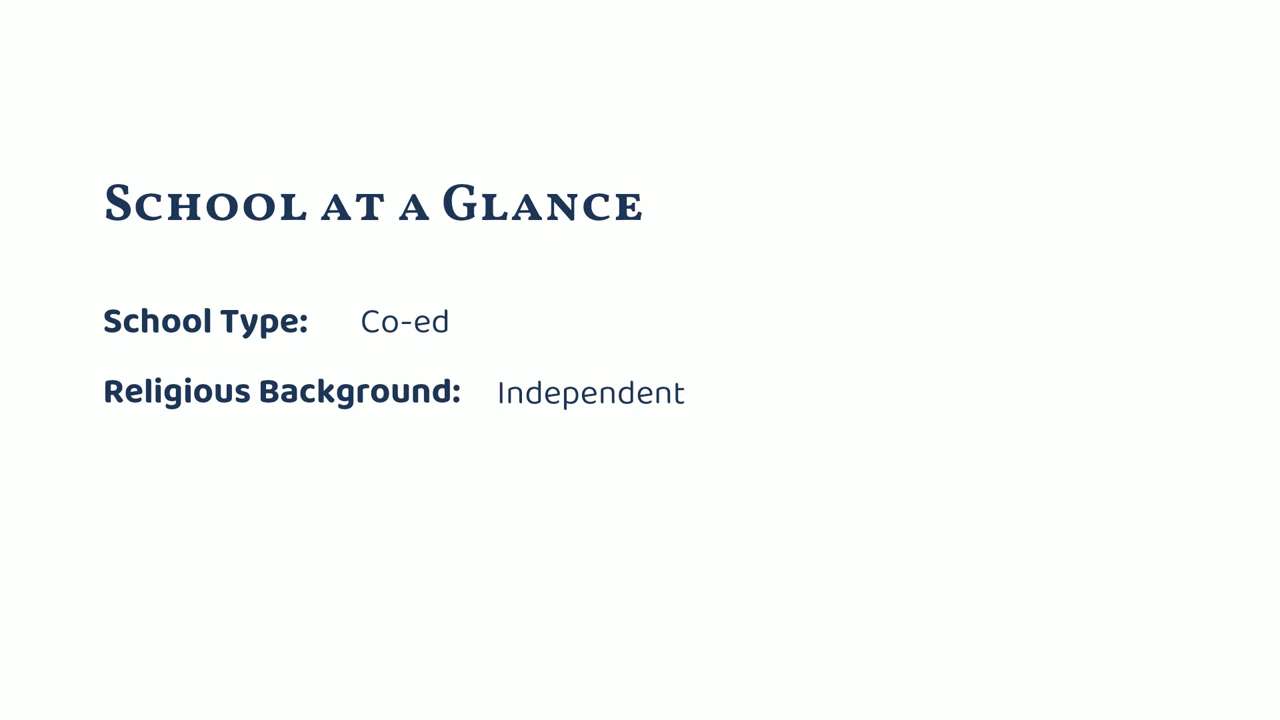 School at a Glance
School Type: Co-ed
Religious Background: Independent